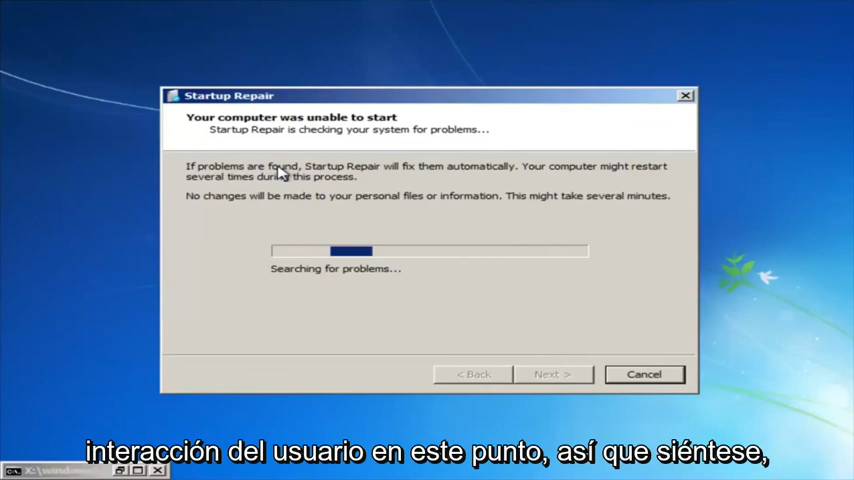 Startup Repair
Your computer was unable to start
Startup Repair is checking your system for problems...
If problems are found, Startup Repair will fix them automatically. Your computer might restart
several times during this process.
No changes will be made to your personal files or information. This might take several minutes.
Searching for problems...
< Back Next > Cancel
interacción del usuario en este punto, así que siéntese,
X:\windows